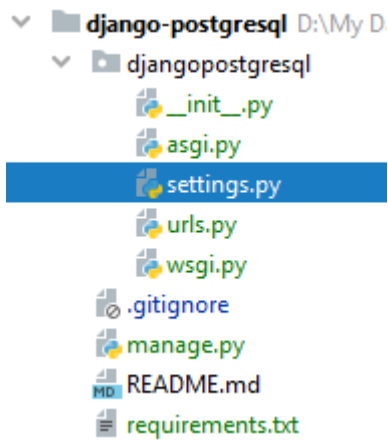 django-postgresql D:\My D
djangopostgresql
__init__.py
asgi.py
settings.py
urls.py
wsgi.py
.gitignore
manage.py
MD README.md
requirements.txt